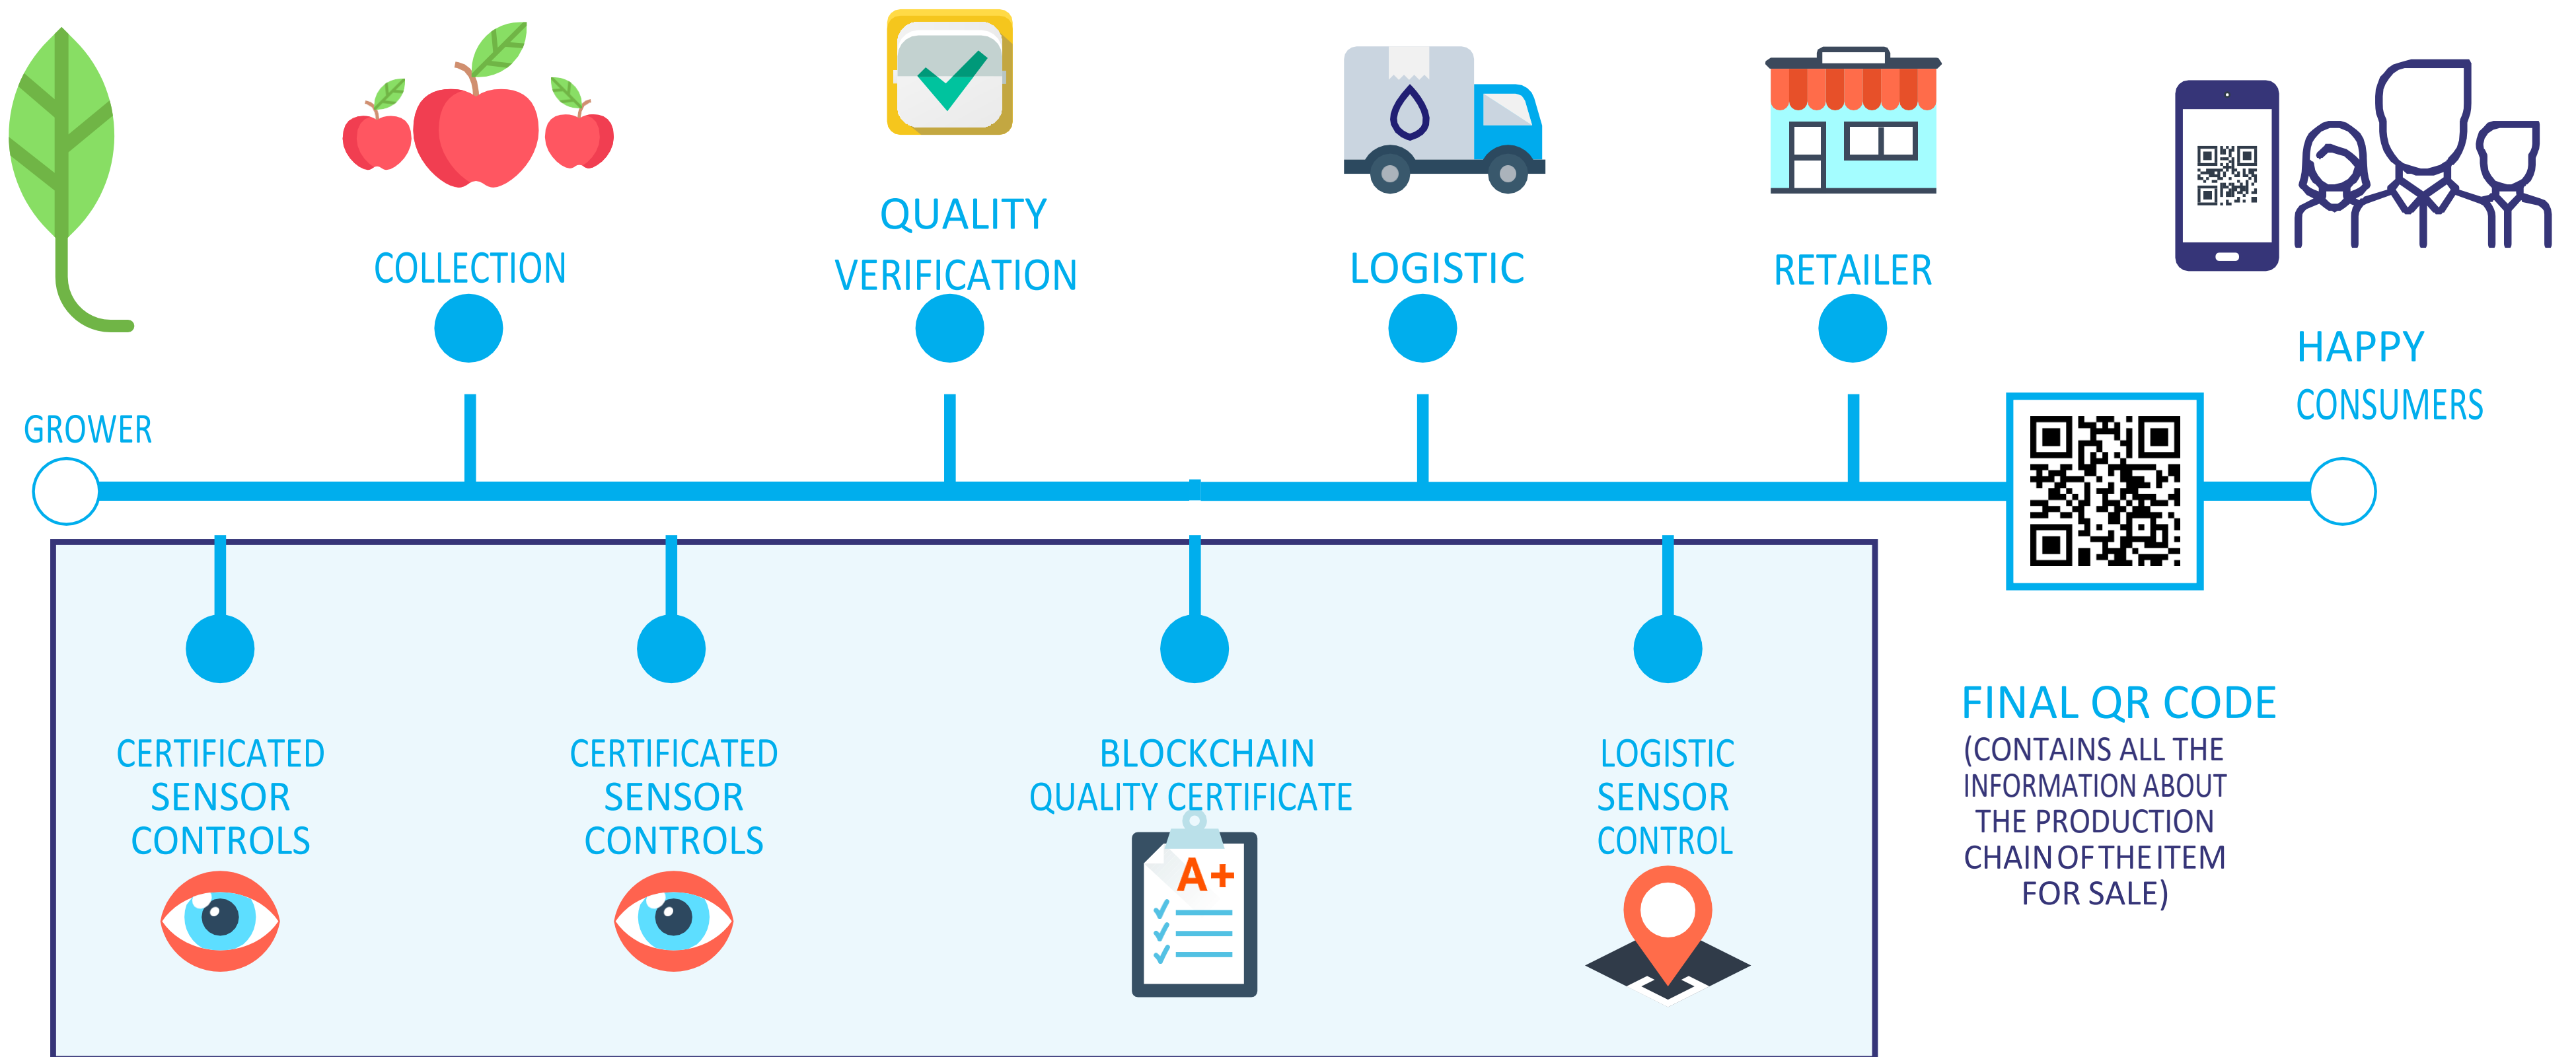 COLLECTION
QUALITY
VERIFICATION
LOGISTIC
RETAILER
HAPPY
CONSUMERS
GROWER
CERTIFICATED
SENSOR
CONTROLS
CERTIFICATED
SENSOR
CONTROLS
BLOCKCHAIN
QUALITY CERTIFICATE
A+
LOGISTIC
SENSOR
CONTROL
FINAL QR CODE
(CONTAINS ALL THE
INFORMATION ABOUT
THE PRODUCTION
CHAIN OF THE ITEM
FOR SALE)